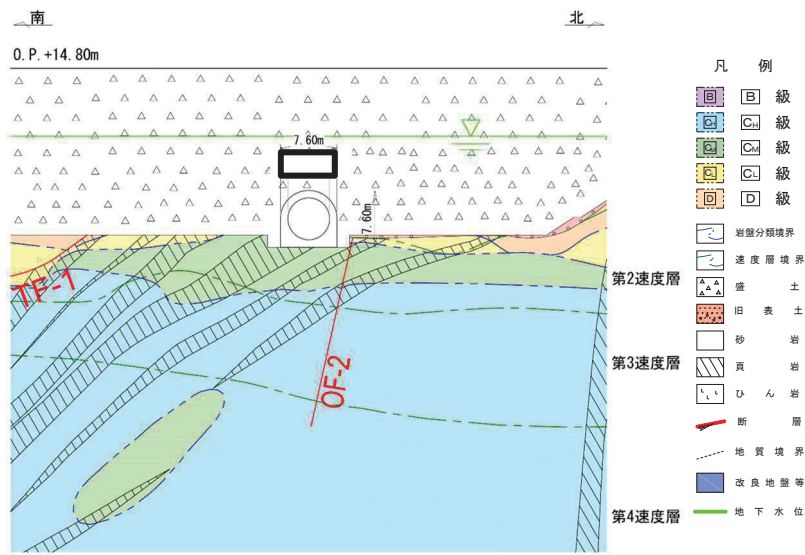 南
北
O.P.+14.80m
7.60m
7.60m
TF-1
OF-2
第2速度層
第3速度層
第4速度層
凡 例
B B 級
CH CH 級
CM CM 級
CL CL 級
D D 級
岩盤分類境界
速度層境界
盛土
旧表土
砂岩
頁岩
ひん岩
断層
地質境界
改良地盤等
地下水位